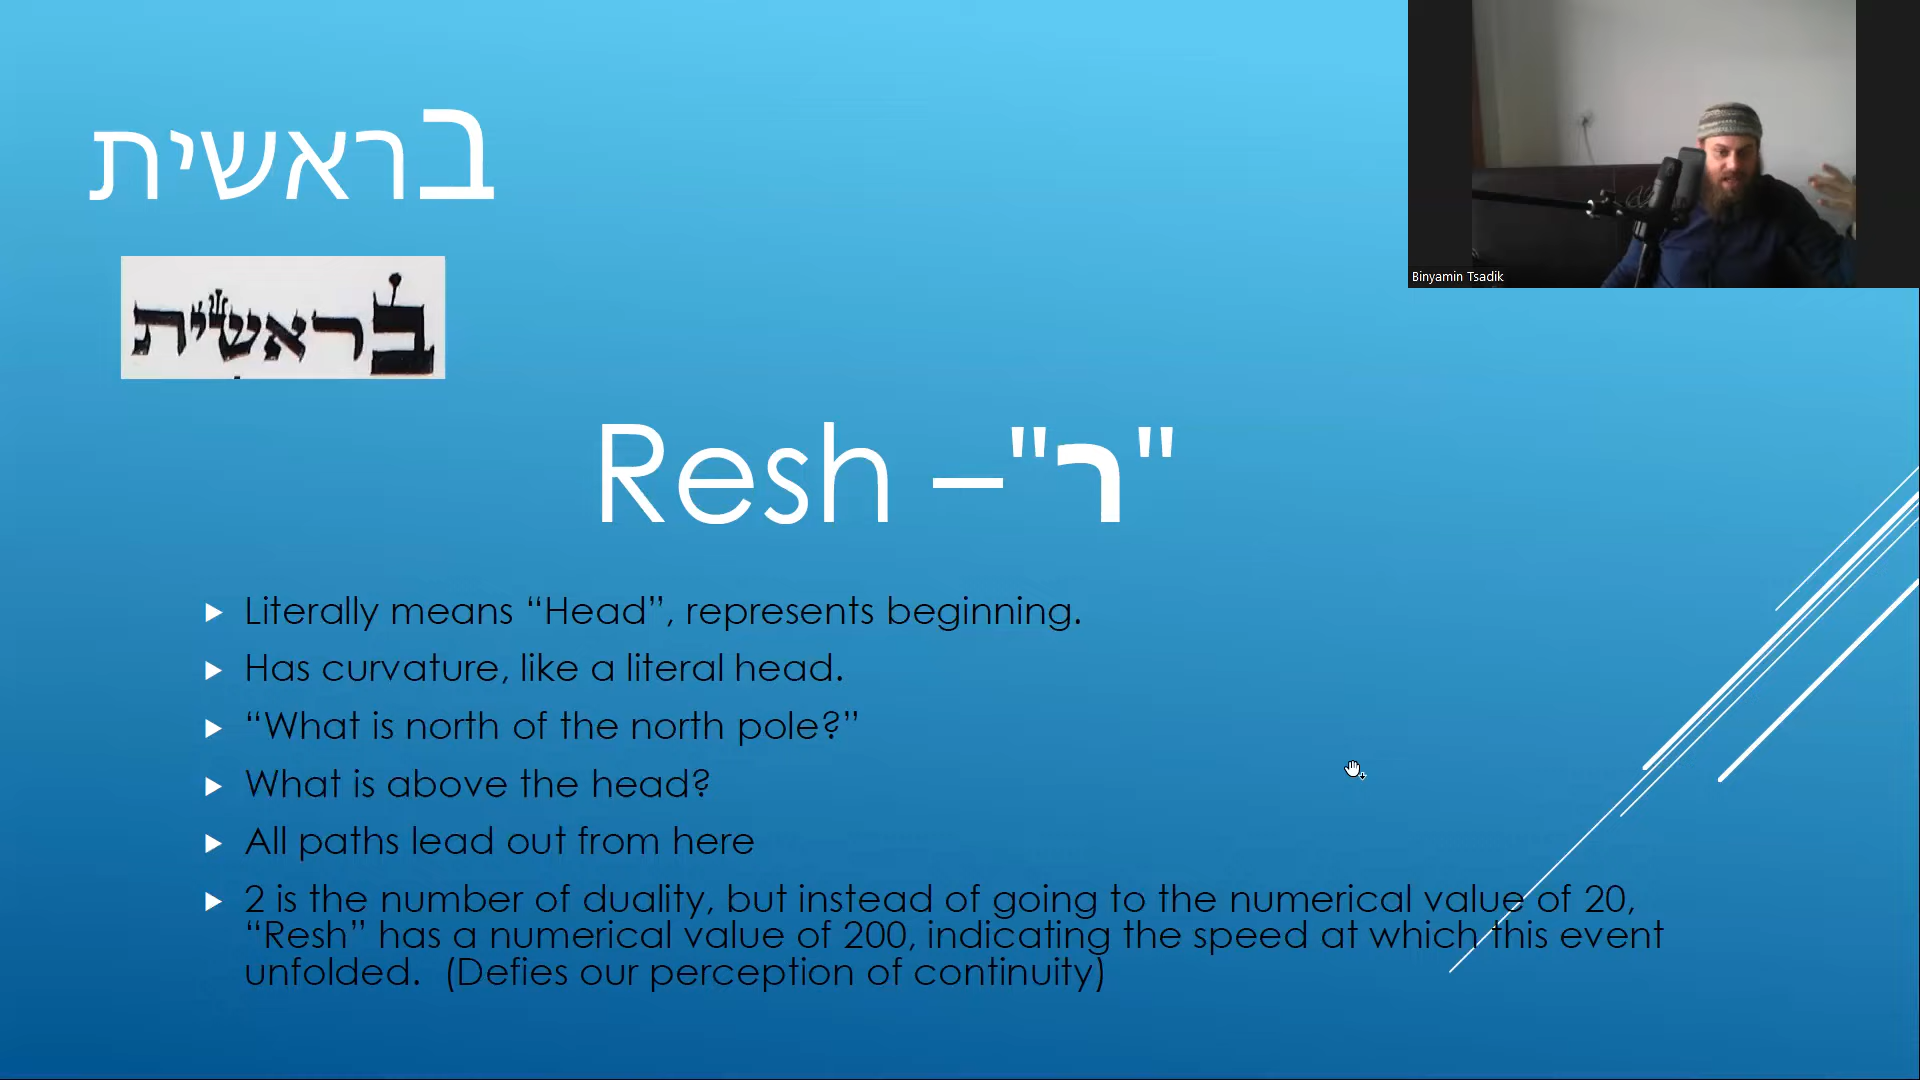 בראשית
Binyamin Tsadik
בראשית
Resh –"ר"
Literally means “Head”, represents beginning.
Has curvature, like a literal head.
“What is north of the north pole?”
What is above the head?
All paths lead out from here
2 is the number of duality, but instead of going to the numerical value of 20,
“Resh” has a numerical value of 200, indicating the speed at which this event
unfolded.  (Defies our perception of continuity)